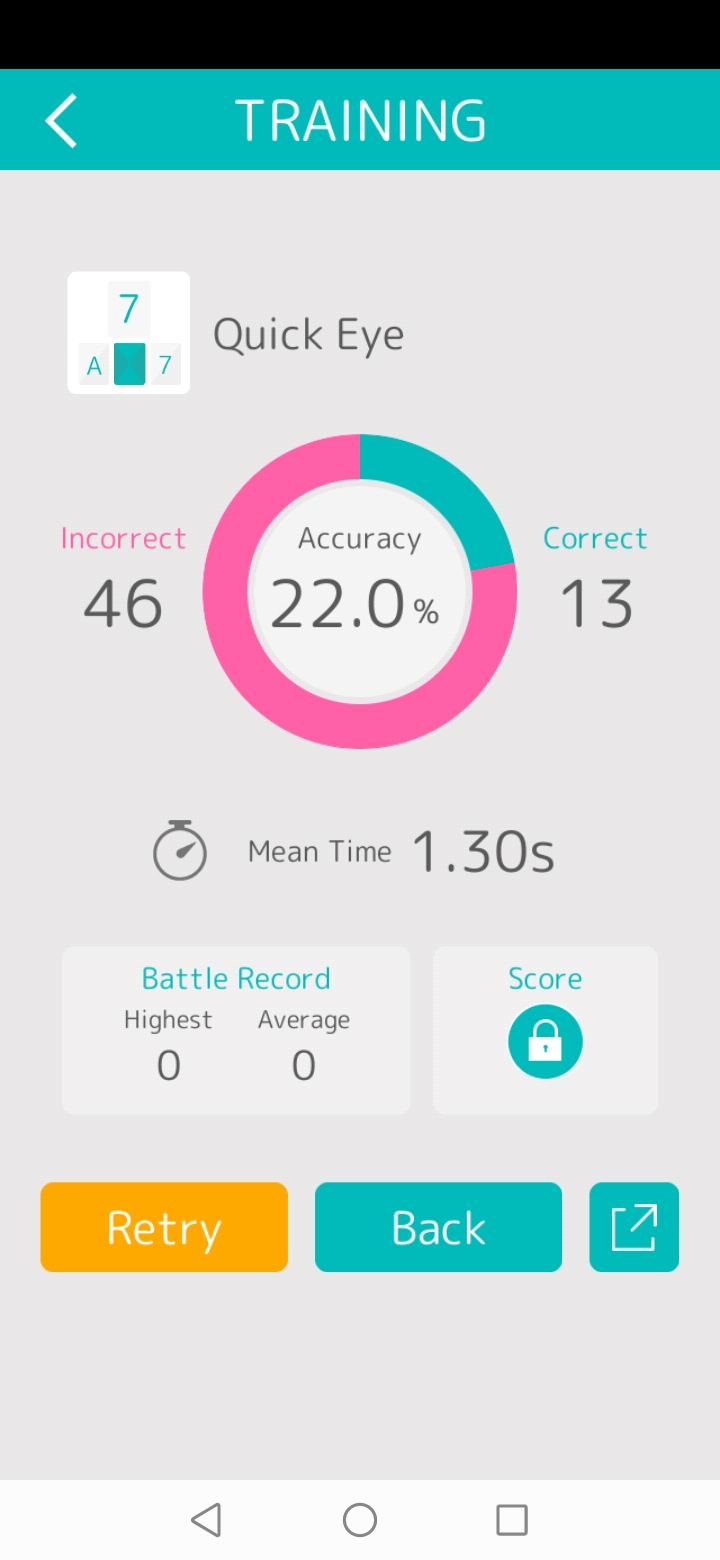 TRAINING
7
A 7
Quick Eye
Incorrect
46
Accuracy
22.0%
Correct
13
Mean Time 1.30s
Battle Record
Highest Average
0 0
Score
Retry
Back